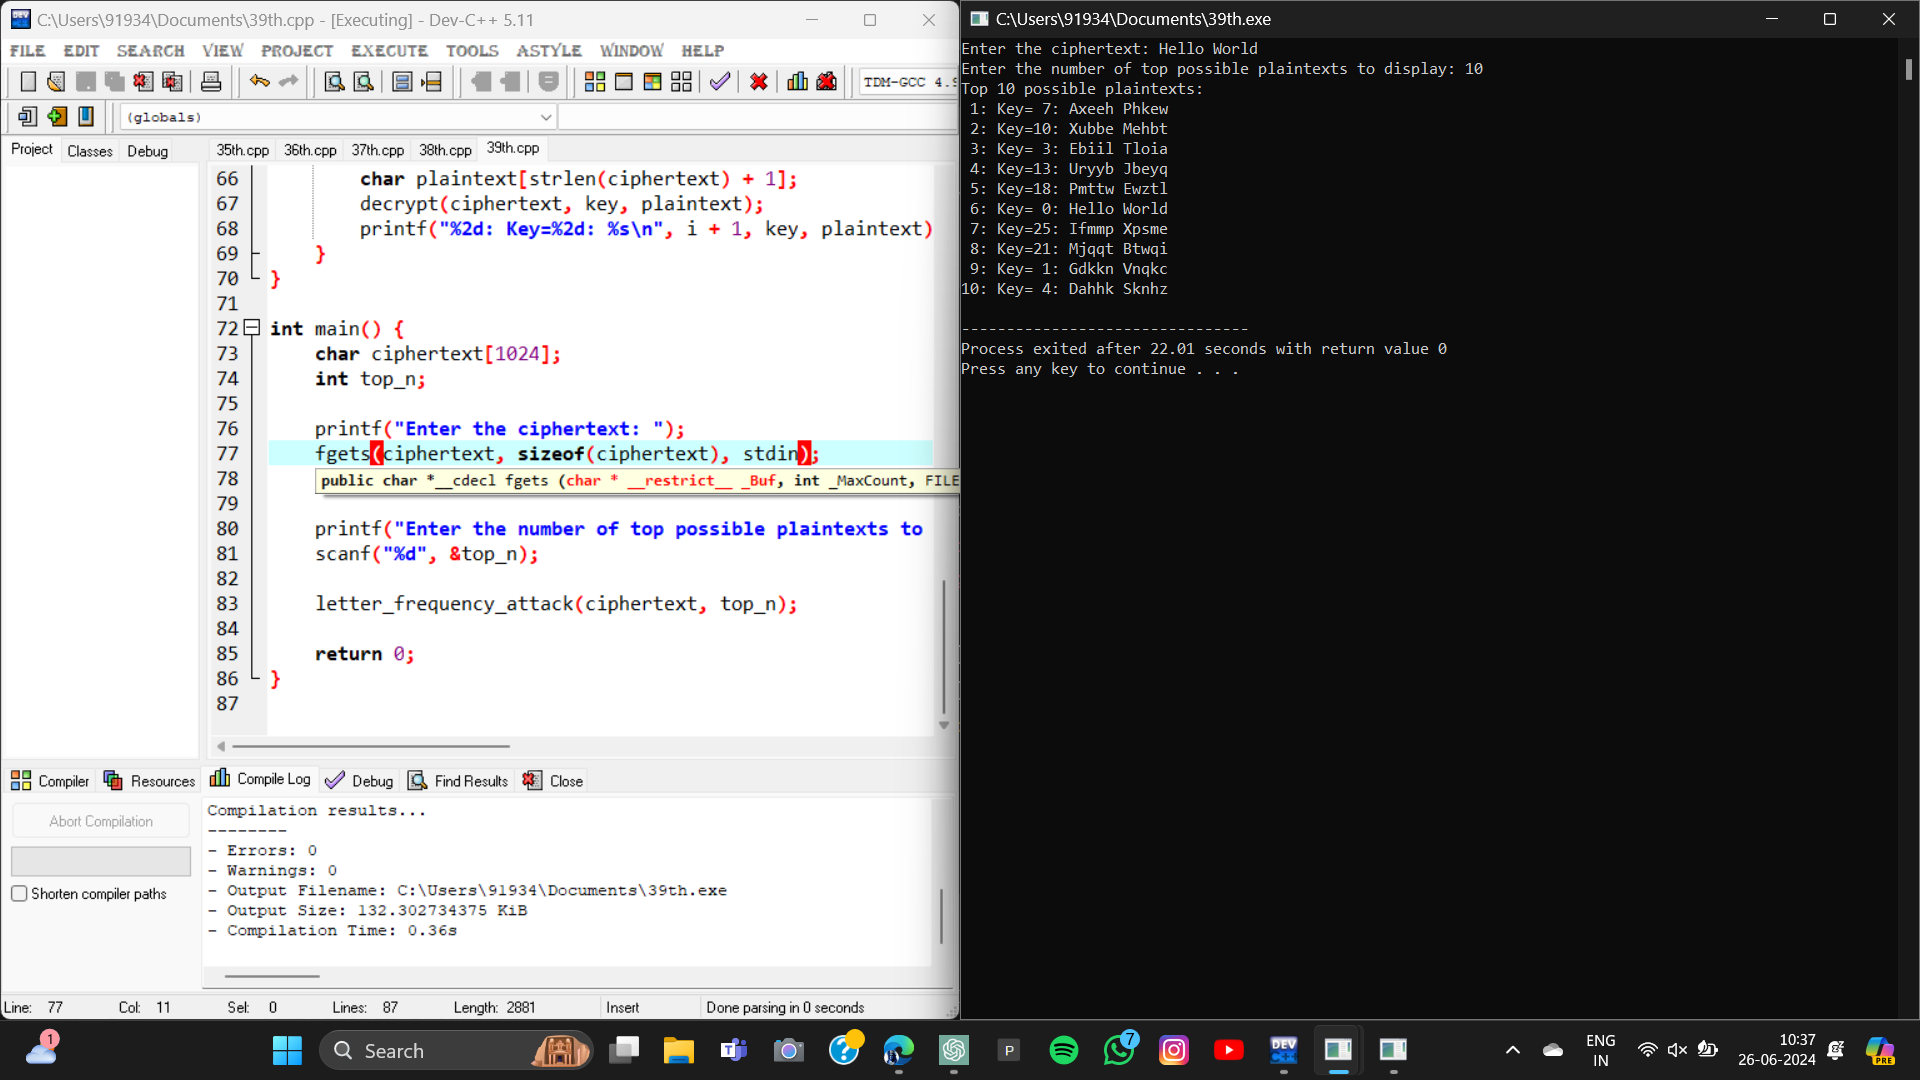 C:\Users\91934\Documents\39th.cpp - [Executing] - Dev-C++ 5.11
FILE EDIT SEARCH VIEW PROJECT EXECUTE TOOLS ASTYLE WINDOW HELP
TDM-GCC 4.9
(globals)
Project Classes Debug
35th.cpp 36th.cpp 37th.cpp 38th.cpp 39th.cpp
66 char plaintext[strlen(ciphertext) + 1];
67 decrypt(ciphertext, key, plaintext);
68 printf("%2d: Key=%2d: %s\n", i + 1, key, plaintext)
69 }
70 }
71
72 int main() {
73 char ciphertext[1024];
74 int top_n;
75
76 printf("Enter the ciphertext: ");
77 fgets(ciphertext, sizeof(ciphertext), stdin);
78 public char *__cdecl fgets (char * __restrict__ _Buf, int _MaxCount, FILE
79
80 printf("Enter the number of top possible plaintexts to
81 scanf("%d", &top_n);
82
83 letter_frequency_attack(ciphertext, top_n);
84
85 return 0;
86 }
87
Compiler Resources Compile Log Debug Find Results Close
Abort Compilation
Shorten compiler paths
Compilation results...
--------
- Errors: 0
- Warnings: 0
- Output Filename: C:\Users\91934\Documents\39th.exe
- Output Size: 132.302734375 KiB
- Compilation Time: 0.36s
Line: 77 Col: 11 Sel: 0 Lines: 87 Length: 2881 Insert Done parsing in 0 seconds
C:\Users\91934\Documents\39th.exe
Enter the ciphertext: Hello World
Enter the number of top possible plaintexts to display: 10
Top 10 possible plaintexts:
1: Key= 7: Axeeh Phkew
2: Key=10: Xubbe Mehbt
3: Key= 3: Ebiil Tloia
4: Key=13: Uryyb Jbeyq
5: Key=18: Pmttw Ewztl
6: Key= 0: Hello World
7: Key=25: Ifmmp Xpsme
8: Key=21: Mjqqt Btwqi
9: Key= 1: Gdkkn Vnqkc
10: Key= 4: Dahhk Sknhz
--------------------------------
Process exited after 22.01 seconds with return value 0
Press any key to continue . . .
1
Search
P
7
DEV
ENG
IN
10:37
26-06-2024
PRE